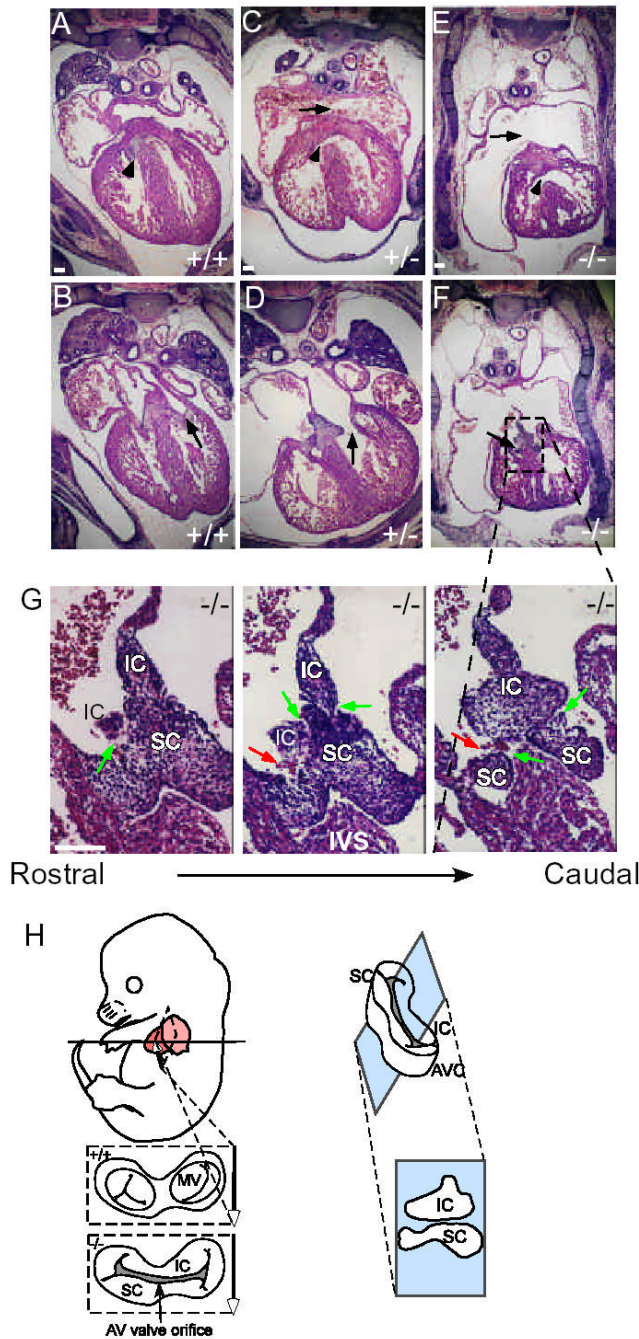 A C E
+/+ +/- -/-
B D F
+/+ +/- -/-
G -/- -/- -/-
IC IC IC
IC IC
SC SC SC SC
IVS
Rostral Caudal
H
SC
IC
AVC
+/+
MV
IC
SC
IC
SC
AV valve orifice